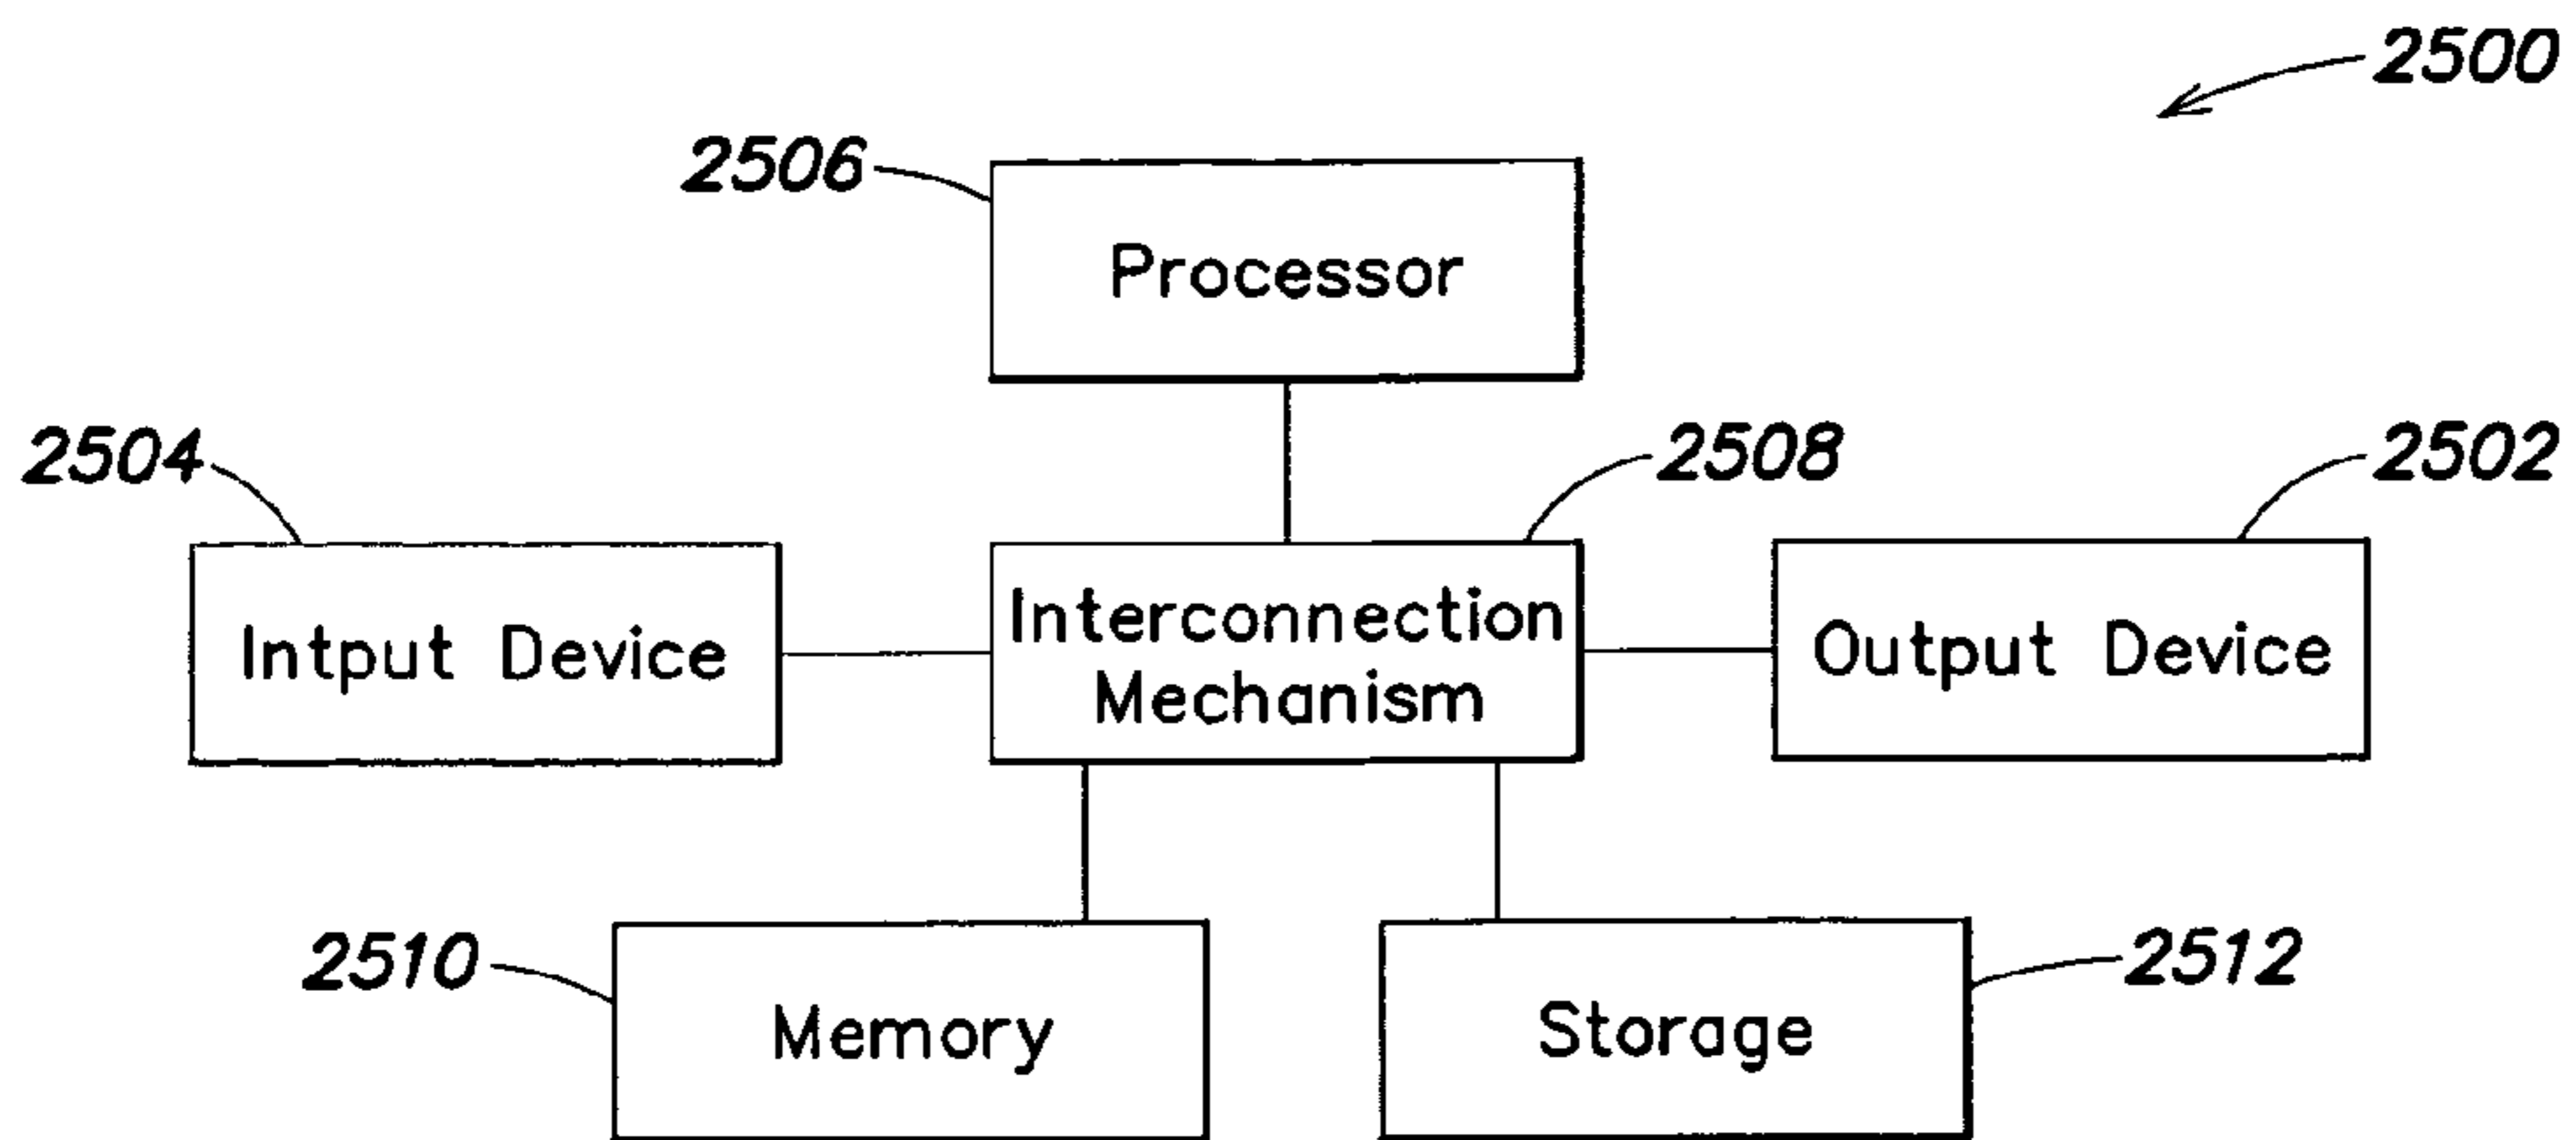 2500
2506
Processor
2504
2508
2502
Intput Device
Interconnection
Mechanism
Output Device
2510
Memory
2512
Storage